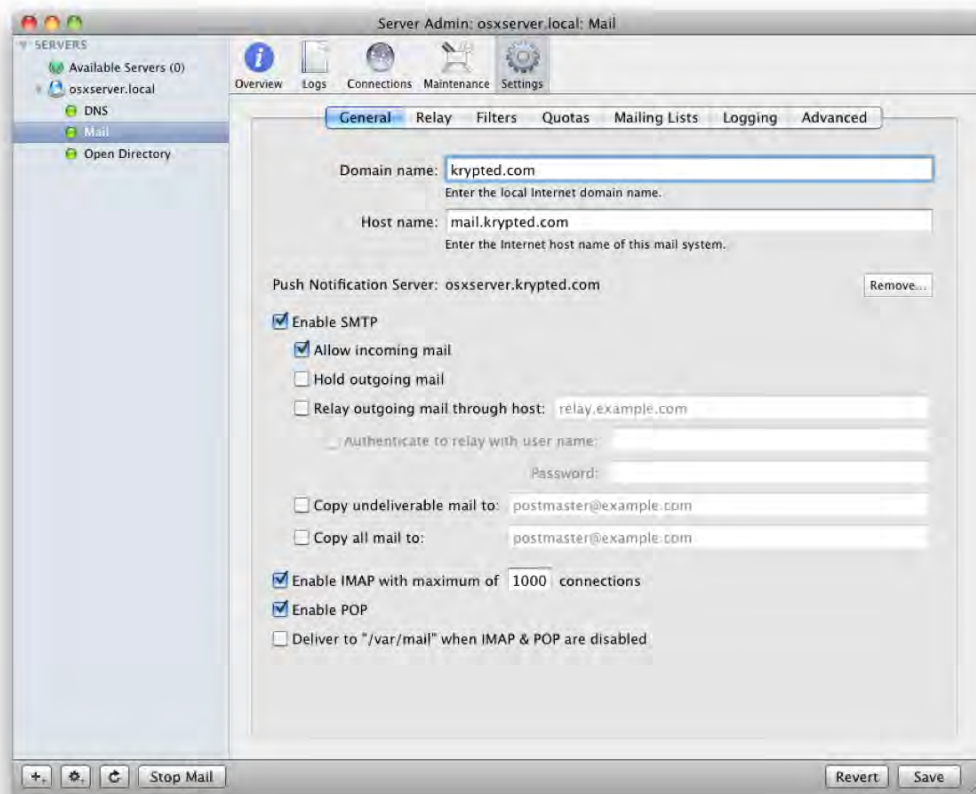 Server Admin: osxserver.local: Mail
SERVERS
Available Servers (0)
osxserver.local
DNS
Mail
Open Directory
Overview Logs Connections Maintenance Settings
General Relay Filters Quotas Mailing Lists Logging Advanced
Domain name: krypted.com
Enter the local Internet domain name.
Host name: mail.krypted.com
Enter the Internet host name of this mail system.
Push Notification Server: osxserver.krypted.com Remove...
Enable SMTP
Allow incoming mail
Hold outgoing mail
Relay outgoing mail through host: relay.example.com
Authenticate to relay with user name:
Password:
Copy undeliverable mail to: postmaster@example.com
Copy all mail to: postmaster@example.com
Enable IMAP with maximum of 1000 connections
Enable POP
Deliver to "/var/mail" when IMAP & POP are disabled
Stop Mail Revert Save